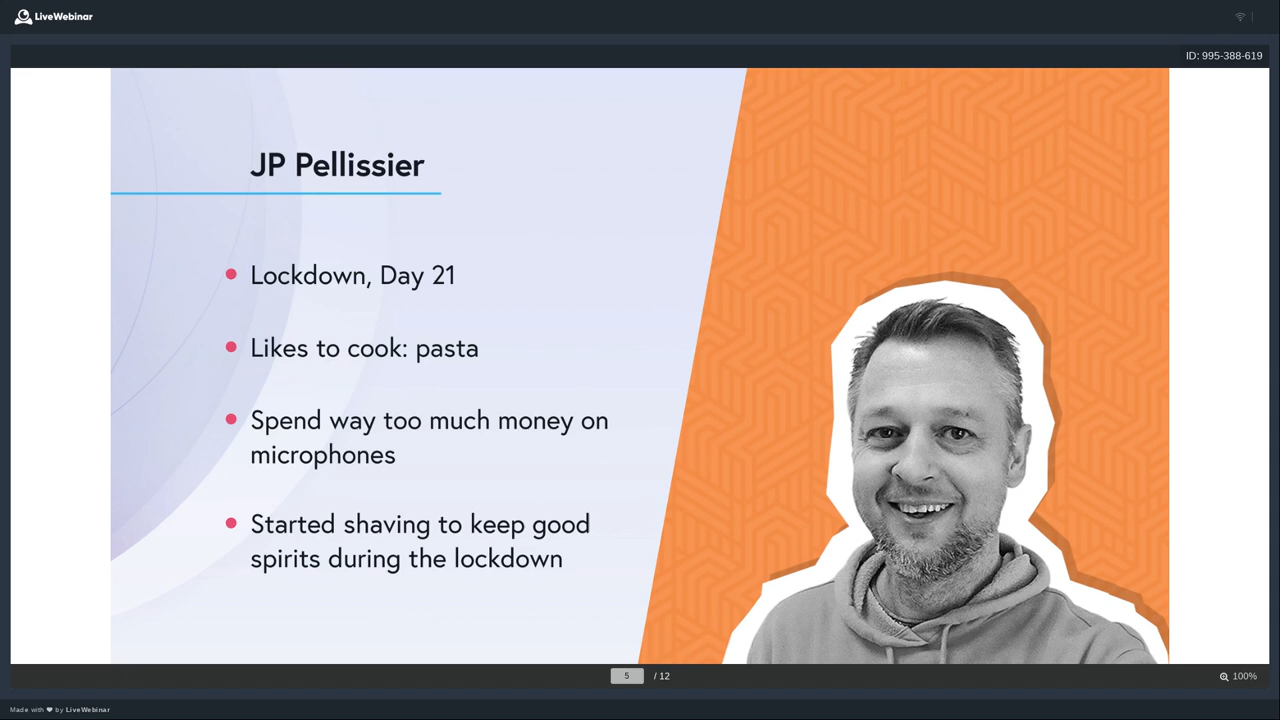 LiveWebinar
ID: 995-388-619
JP Pellissier
Lockdown, Day 21
Likes to cook: pasta
Spend way too much money on
microphones
Started shaving to keep good
spirits during the lockdown
5 / 12
100%
Made with ❤ by LiveWebinar